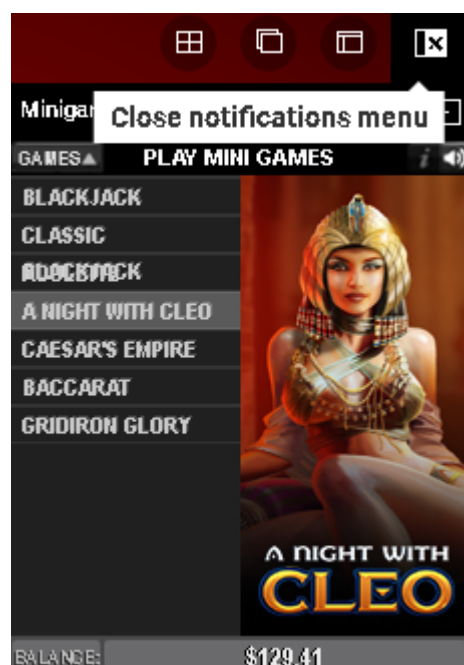 Close notifications menu
GAMES▲ PLAY MINI GAMES i
BLACKJACK
CLASSIC
BLACKJACK
A NIGHT WITH CLEO
CAESAR'S EMPIRE
BACCARAT
GRIDIRON GLORY
A NIGHT WITH
CLEO
BALANCE: $129.41